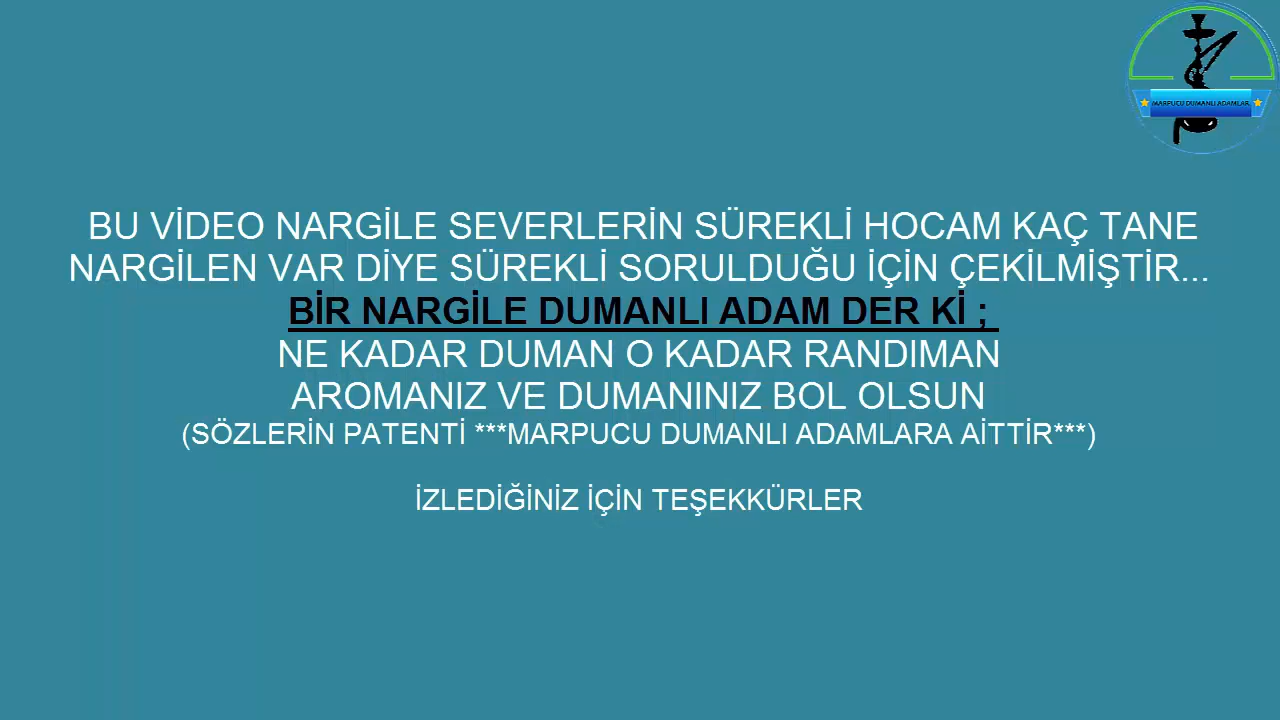 MARPUCU DUMANLI ADAMLAR
BU VİDEO NARGİLE SEVERLERİN SÜREKLİ HOCAM KAÇ TANE
NARGİLEN VAR DİYE SÜREKLİ SORULDUĞU İÇİN ÇEKİLMİŞTİR...
BİR NARGİLE DUMANLI ADAM DER Kİ ;
NE KADAR DUMAN O KADAR RANDIMAN
AROMANIZ VE DUMANINIZ BOL OLSUN
(SÖZLERİN PATENTİ ***MARPUCU DUMANLI ADAMLARA AİTTİR***)
İZLEDİĞİNİZ İÇİN TEŞEKKÜRLER